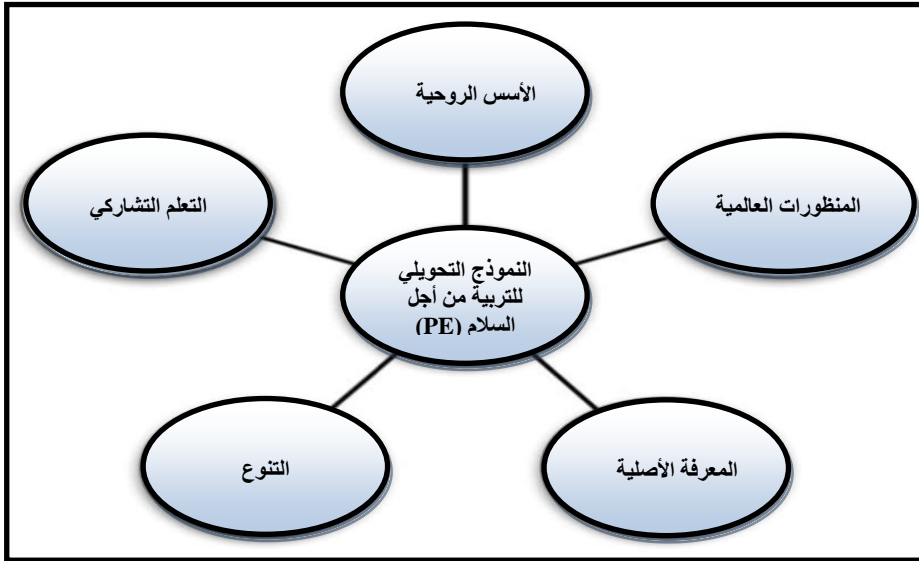 الأسس الروحية
المنظورات العالمية
التعلم التشاركي
النموذج التحويلي
للتربية من أجل
السلام (PE)
المعرفة الأصلية
التنوع